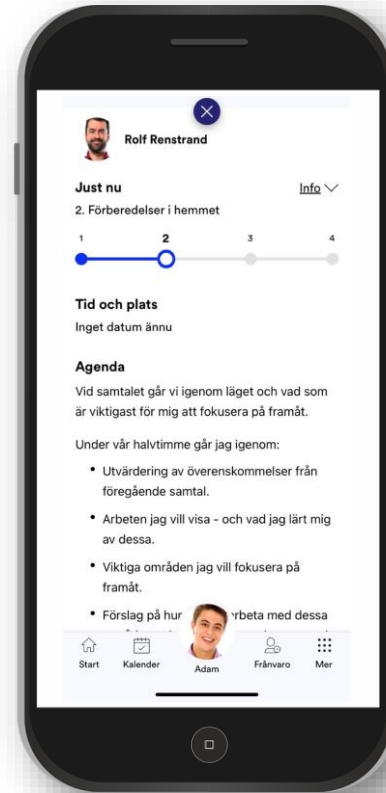 Rolf Renstrand
Just nu
Info
2. Förberedelser i hemmet
1 2 3 4
Tid och plats
Inget datum ännu
Agenda
Vid samtalet går vi igenom läget och vad som
är viktigast för mig att fokusera på framåt.
Under vår halvtimme går jag igenom:
• Utvärdering av överenskommelser från
föregående samtal.
• Arbeten jag vill visa - och vad jag lärt mig
av dessa.
• Viktiga områden jag vill fokusera på
framåt.
• Förslag på hur arbeta med dessa
Start Kalender Adam Frånvaro Mer